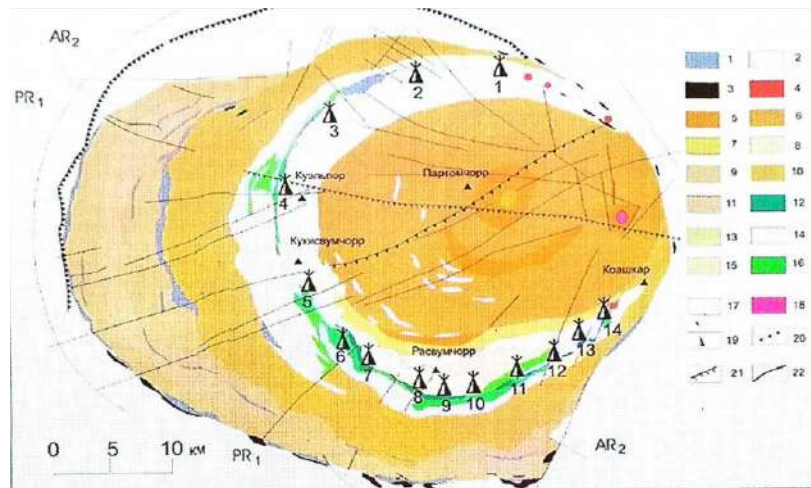 AR₂
PR₁
1
2
3
4
5
6
7
8
9
10
11
12
13
14
Куэльпор
Партомчорр
Кукисвумчорр
Коашкар
Расвумчорр
0 5 10 км
PR₁
AR₂
1 2
3 4
5 6
7 8
9 10
11 12
13 14
15 16
17 18
19 20
21 22